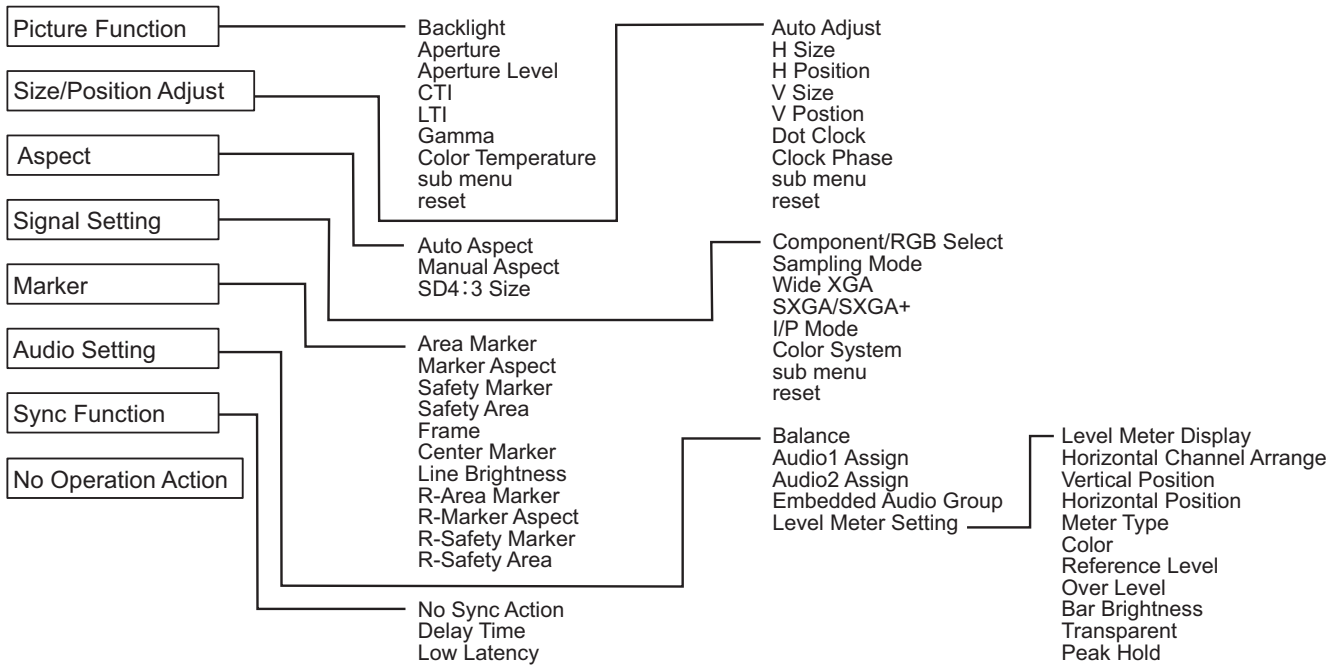 Picture Function
Size/Position Adjust
Aspect
Signal Setting
Marker
Audio Setting
Sync Function
No Operation Action
Backlight
Aperture
Aperture Level
CTI
LTI
Gamma
Color Temperature
sub menu
reset
Auto Aspect
Manual Aspect
SD4:3 Size
Area Marker
Marker Aspect
Safety Marker
Safety Area
Frame
Center Marker
Line Brightness
R-Area Marker
R-Marker Aspect
R-Safety Marker
R-Safety Area
No Sync Action
Delay Time
Low Latency
Auto Adjust
H Size
H Position
V Size
V Postion
Dot Clock
Clock Phase
sub menu
reset
Component/RGB Select
Sampling Mode
Wide XGA
SXGA/SXGA+
I/P Mode
Color System
sub menu
reset
Balance
Audio1 Assign
Audio2 Assign
Embedded Audio Group
Level Meter Setting
Level Meter Display
Horizontal Channel Arrange
Vertical Position
Horizontal Position
Meter Type
Color
Reference Level
Over Level
Bar Brightness
Transparent
Peak Hold